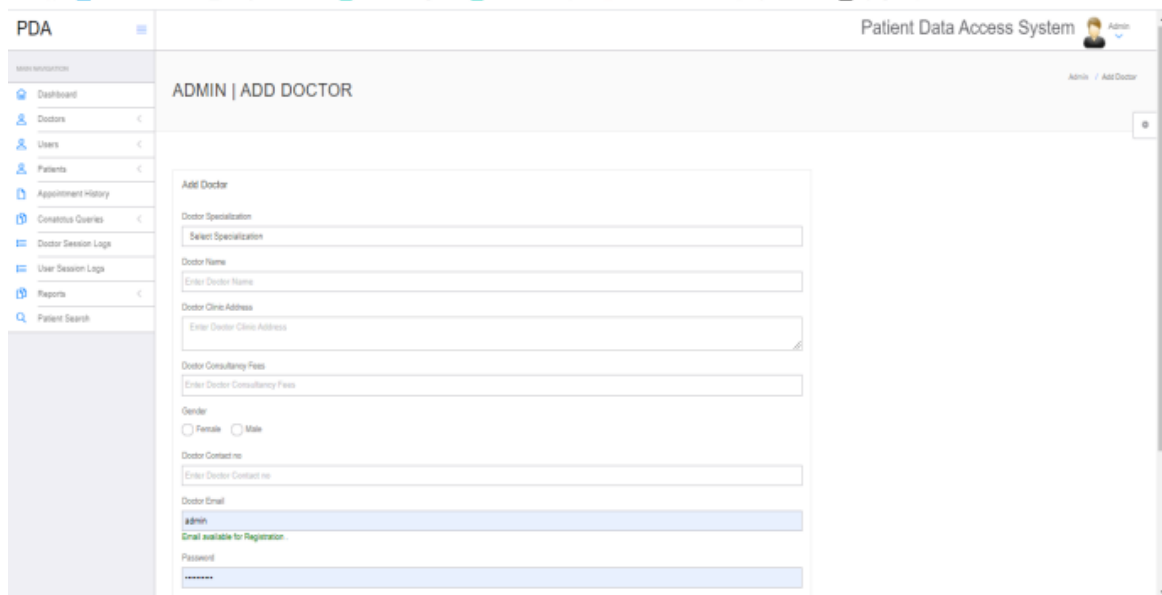 PDA
Patient Data Access System
Admin
MAIN NAVIGATION
Dashboard
Doctors
Users
Patients
Appointment History
Conatctus Queries
Doctor Session Logs
User Session Logs
Reports
Patient Search
ADMIN | ADD DOCTOR
Admin / Add Doctor
Add Doctor
Doctor Specialization
Select Specialization
Doctor Name
Enter Doctor Name
Doctor Clinic Address
Enter Doctor Clinic Address
Doctor Consultancy Fees
Enter Doctor Consultancy Fees
Gender
Female Male
Doctor Contact no
Enter Doctor Contact no
Doctor Email
admin
Email available for Registration .
Password
••••••••